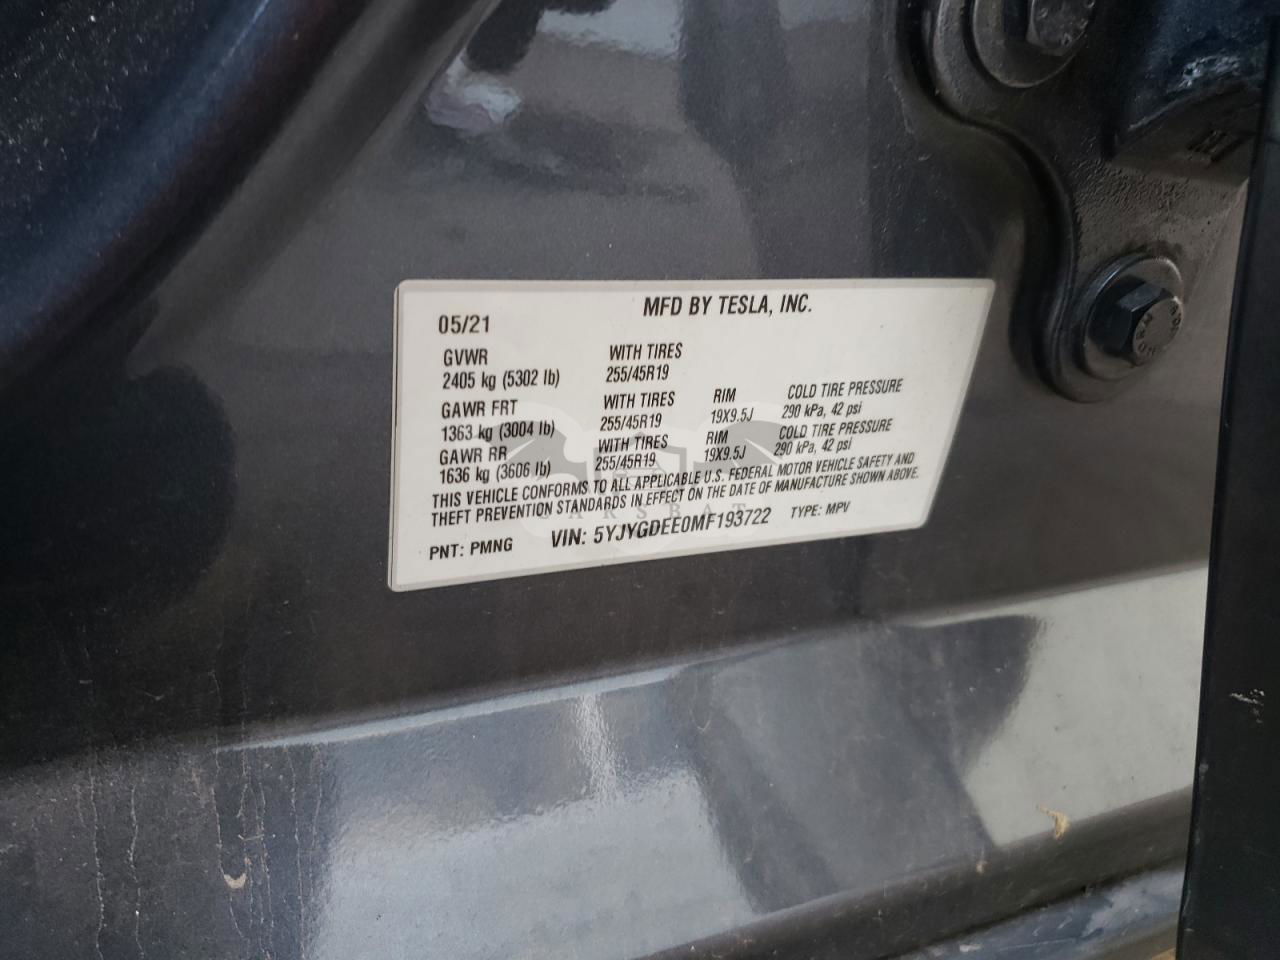 MFD BY TESLA, INC.
05/21
GVWR WITH TIRES
2405 kg (5302 lb) 255/45R19
GAWR FRT WITH TIRES RIM COLD TIRE PRESSURE
1363 kg (3004 lb) 255/45R19 19X9.5J 290 kPa, 42 psi
GAWR RR WITH TIRES RIM COLD TIRE PRESSURE
1636 kg (3606 lb) 255/45R19 19X9.5J 290 kPa, 42 psi
THIS VEHICLE CONFORMS TO ALL APPLICABLE U.S. FEDERAL MOTOR VEHICLE SAFETY AND
THEFT PREVENTION STANDARDS IN EFFECT ON THE DATE OF MANUFACTURE SHOWN ABOVE.
PNT: PMNG VIN: 5YJYGDEE0MF193722 TYPE: MPV
CARSBAT